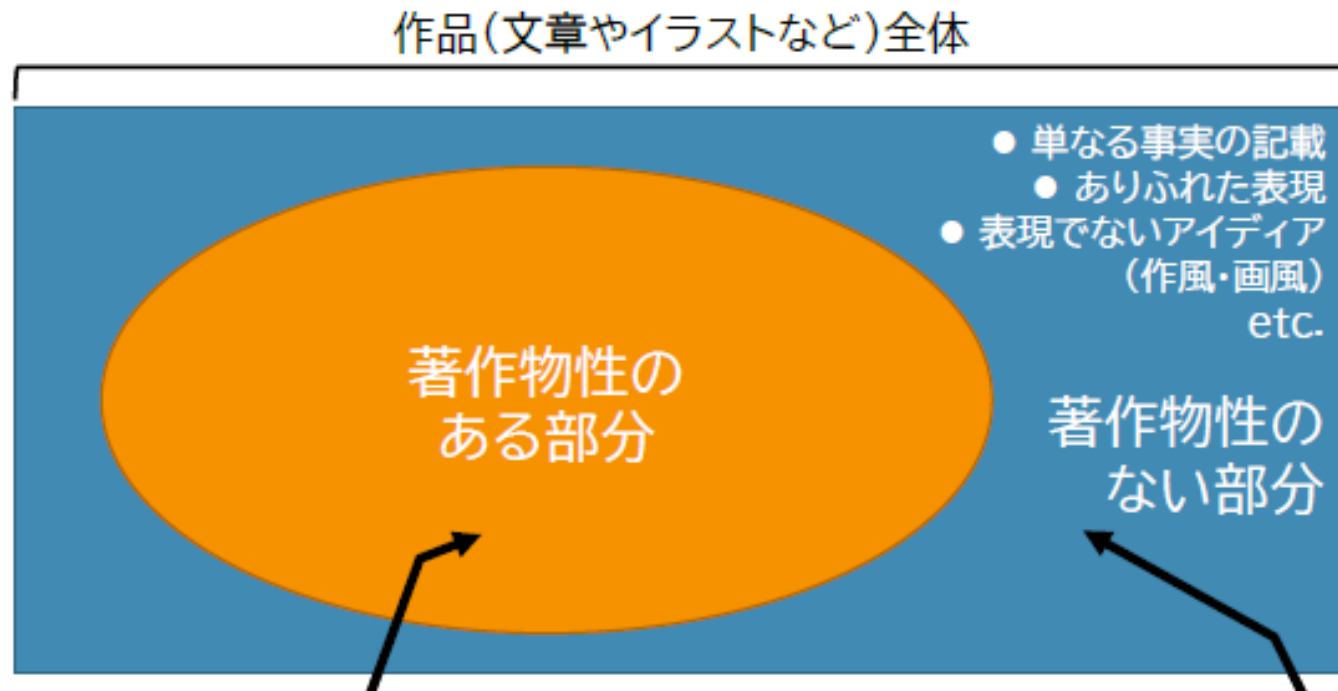 作品(文章やイラストなど)全体
● 単なる事実の記載
● ありふれた表現
● 表現でないアイディア
(作風・画風)
etc.
著作物性の
ある部分
著作物性の
ない部分